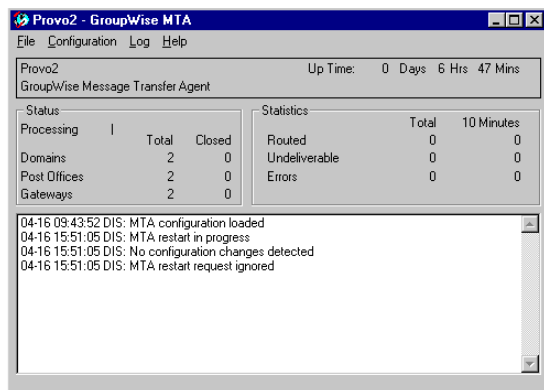 Provo2 - GroupWise MTA
File Configuration Log Help
Provo2 Up Time: 0 Days 6 Hrs 47 Mins
GroupWise Message Transfer Agent
Status Statistics
Processing | Total Closed Total 10 Minutes
Domains 2 0 Routed 0 0
Post Offices 2 0 Undeliverable 0 0
Gateways 2 0 Errors 0 0
04-16 09:43:52 DIS: MTA configuration loaded
04-16 15:51:05 DIS: MTA restart in progress
04-16 15:51:05 DIS: No configuration changes detected
04-16 15:51:05 DIS: MTA restart request ignored